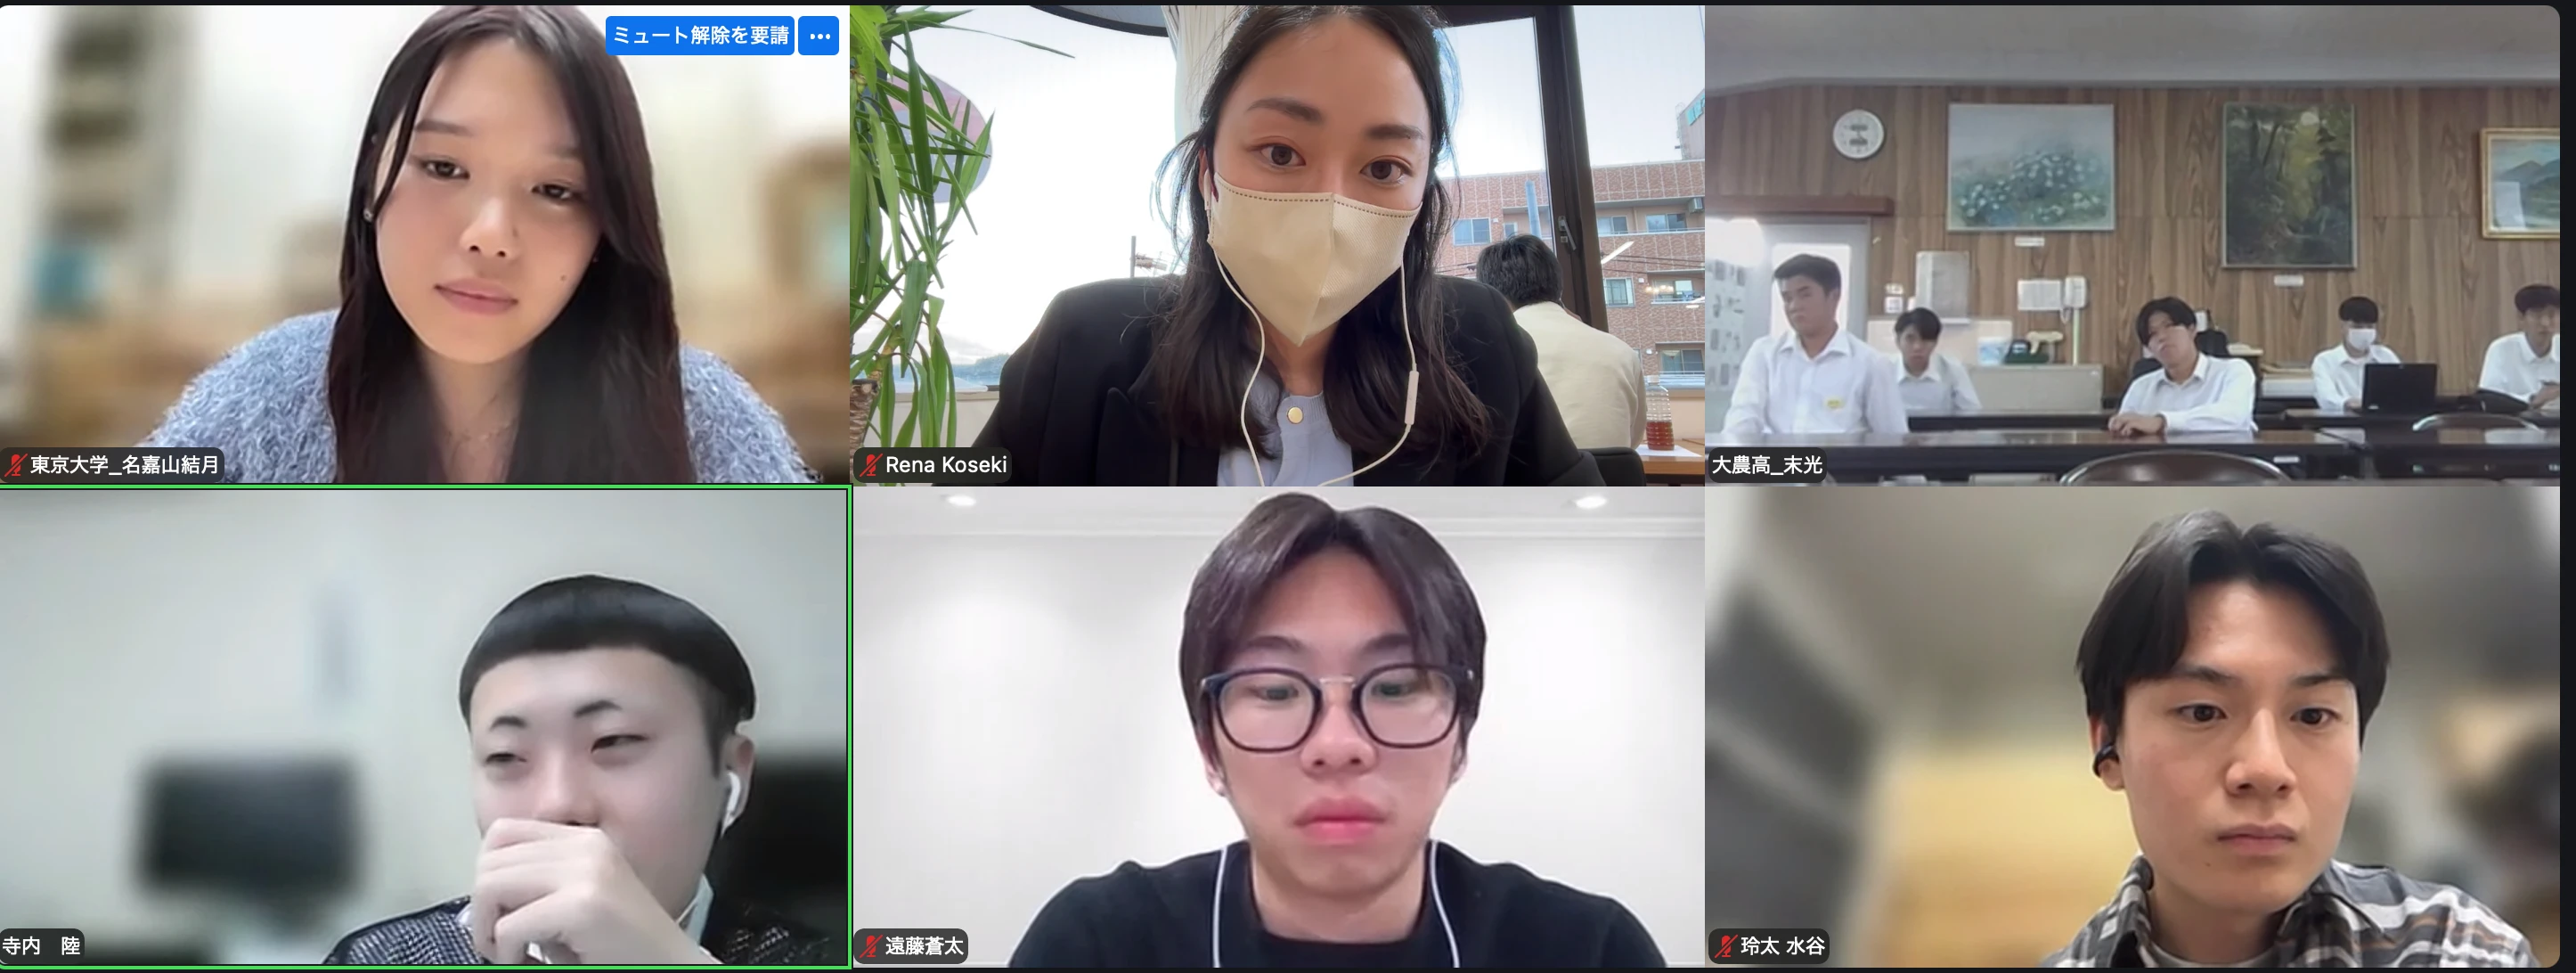 ミュート解除を要請
東京大学_名嘉山結月
Rena Koseki
大農高_末光
寺内　陸
遠藤蒼太
玲太 水谷